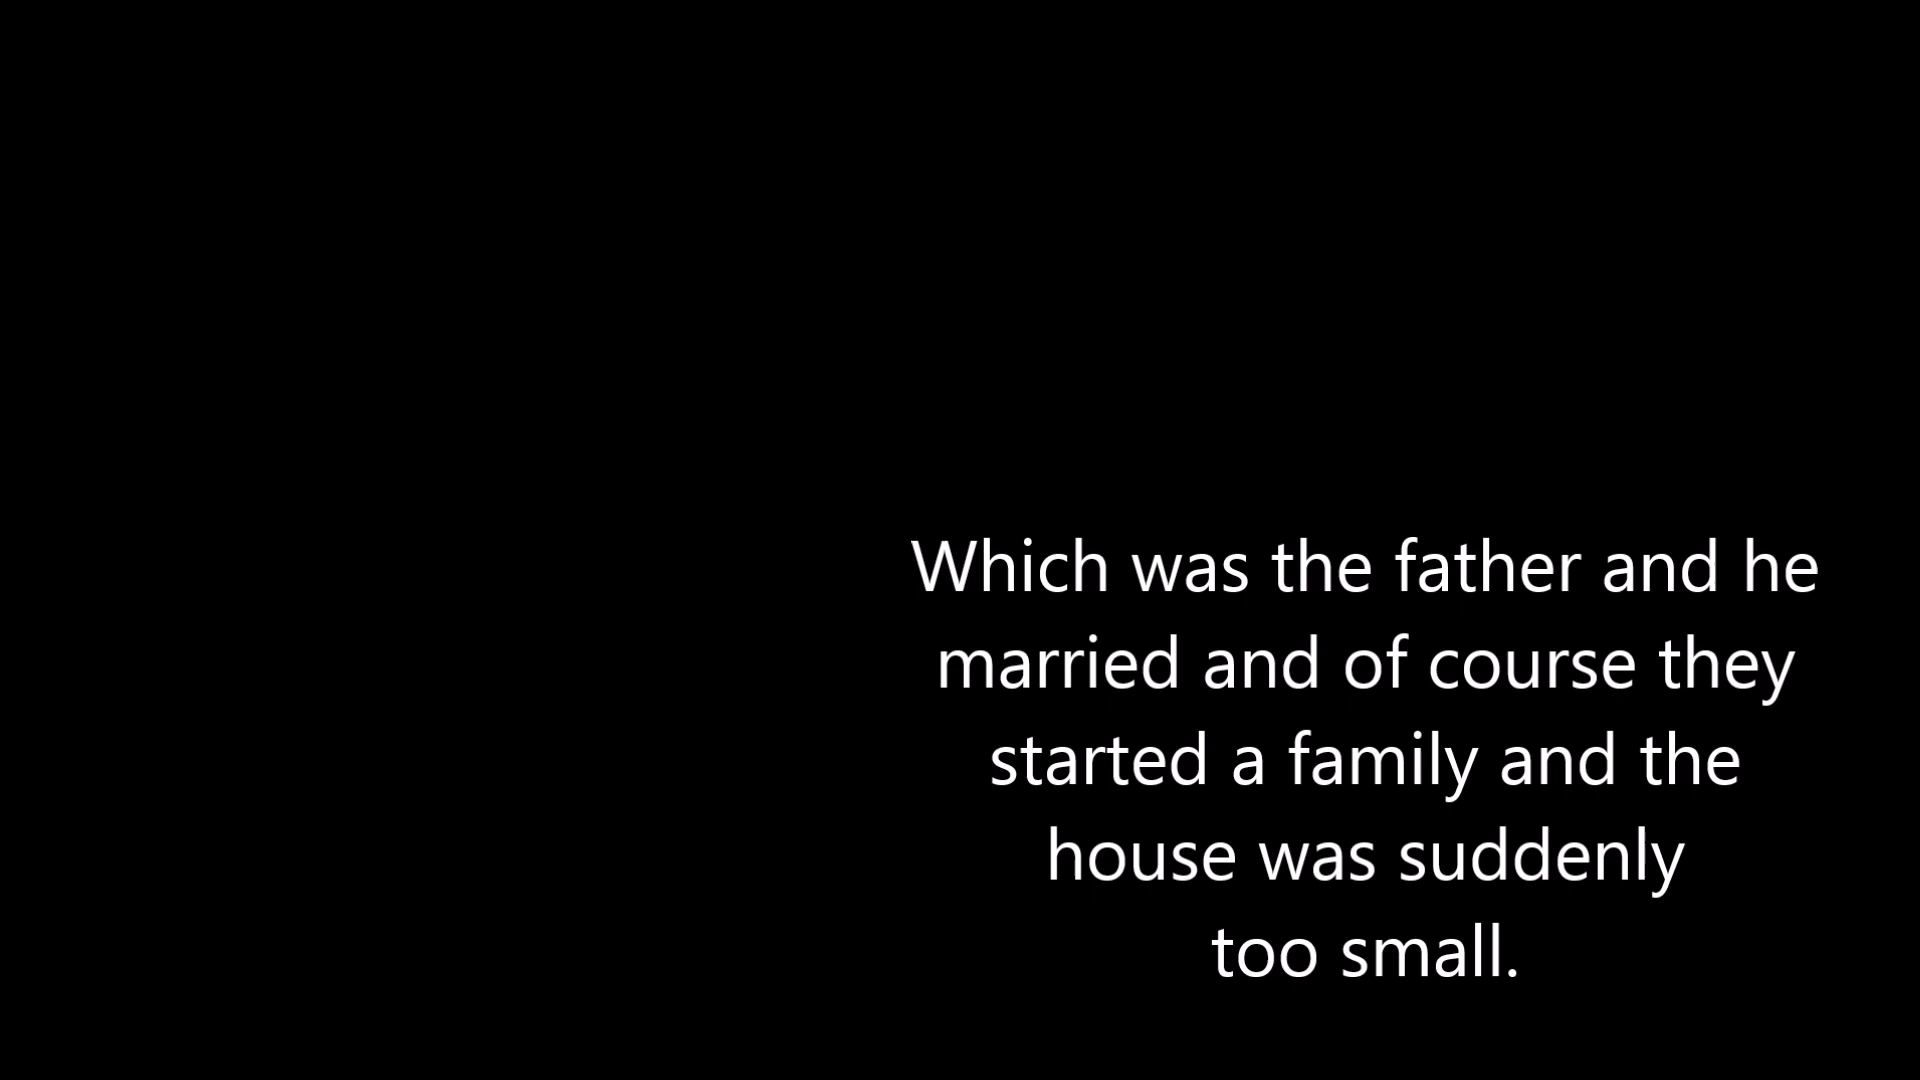 Which was the father and he
married and of course they
started a family and the
house was suddenly
too small.